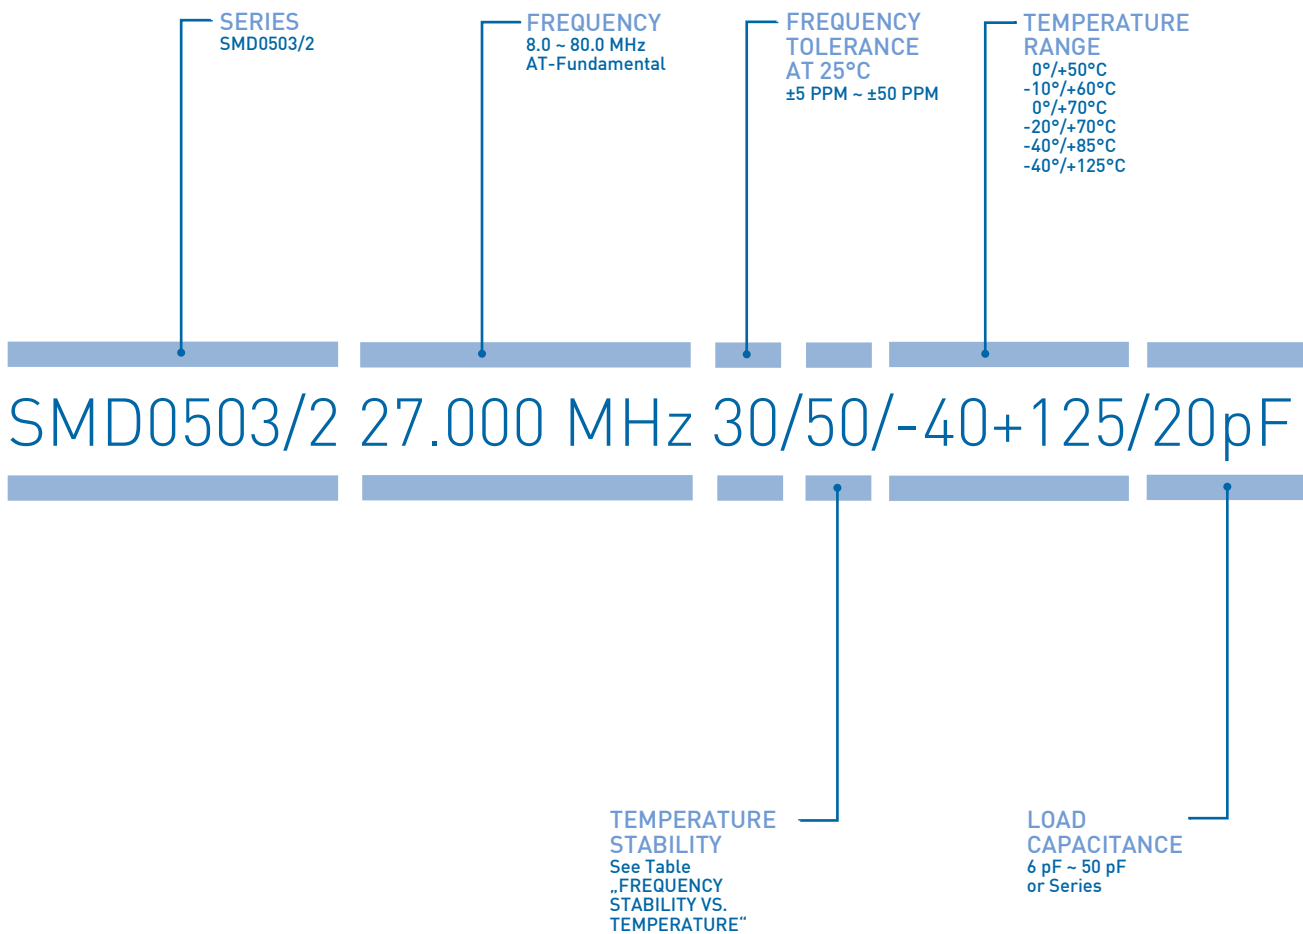 SERIES
SMD0503/2
FREQUENCY
8.0 ~ 80.0 MHz
AT-Fundamental
FREQUENCY
TOLERANCE
AT 25°C
±5 PPM ~ ±50 PPM
TEMPERATURE
RANGE
0°/+50°C
-10°/+60°C
0°/+70°C
-20°/+70°C
-40°/+85°C
-40°/+125°C
SMD0503/2 27.000 MHz 30/50/-40+125/20pF
TEMPERATURE
STABILITY
See Table
„FREQUENCY
STABILITY VS.
TEMPERATURE“
LOAD
CAPACITANCE
6 pF ~ 50 pF
or Series